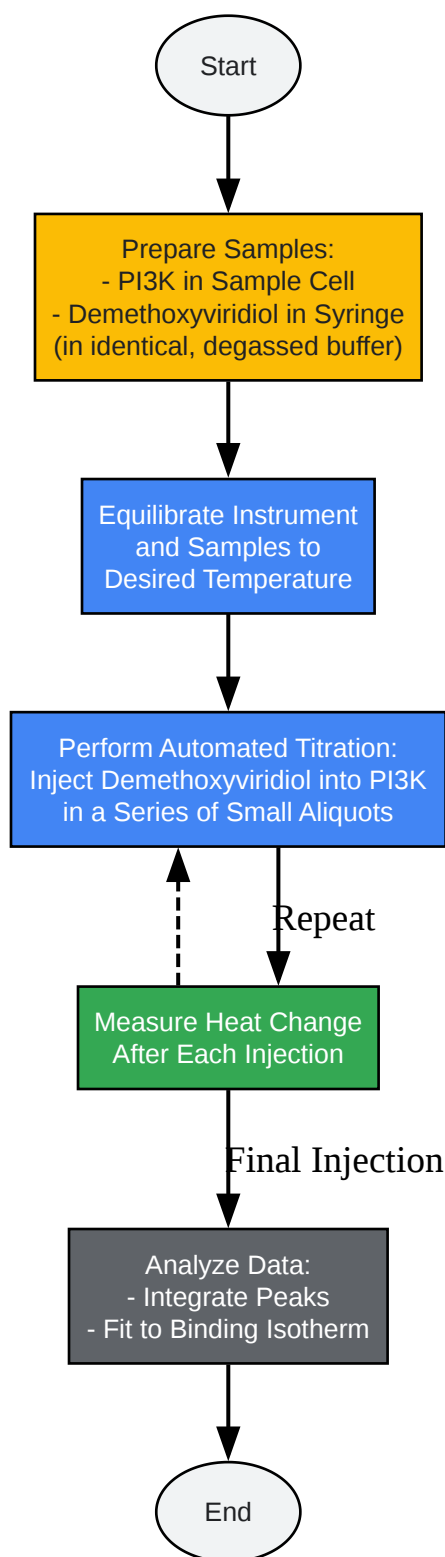 Start
Prepare Samples:
- PI3K in Sample Cell
- Demethoxyviridiol in Syringe
(in identical, degassed buffer)
Equilibrate Instrument
and Samples to
Desired Temperature
Perform Automated Titration:
Inject Demethoxyviridiol into PI3K
in a Series of Small Aliquots
Repeat
Measure Heat Change
After Each Injection
Final Injection
Analyze Data:
- Integrate Peaks
- Fit to Binding Isotherm
End